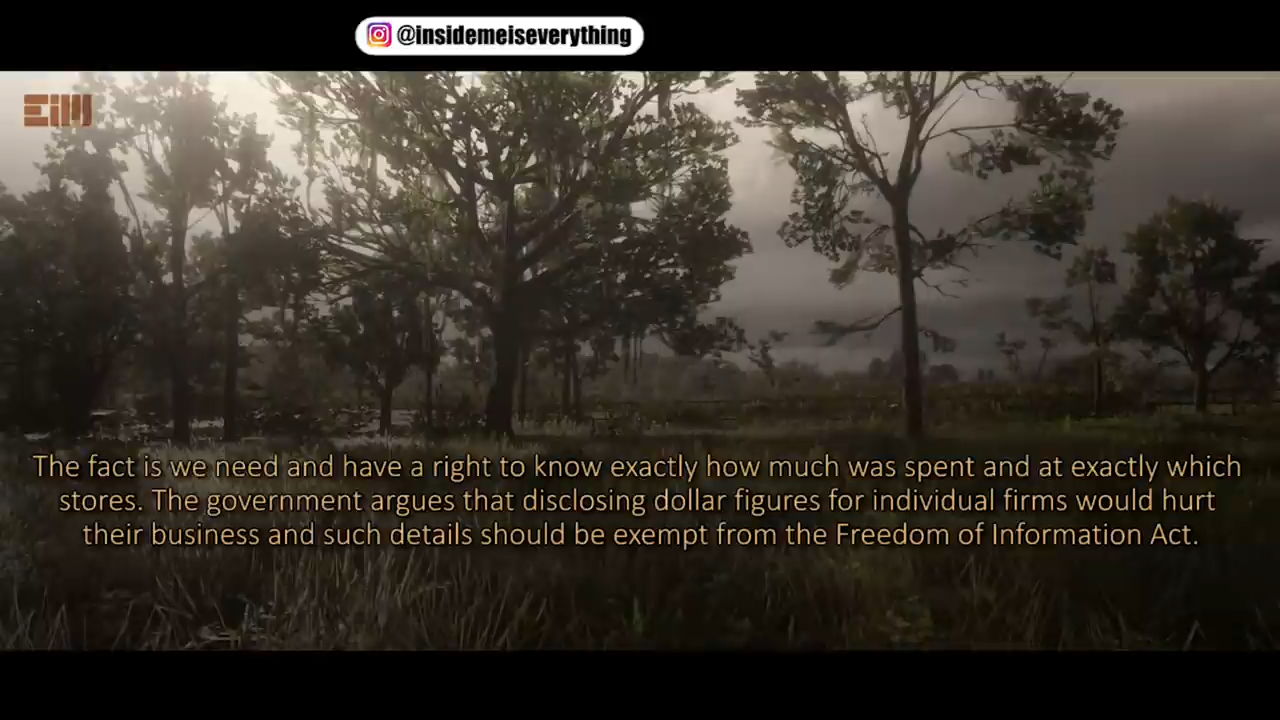 @insidemeiseverything
EiM
The fact is we need and have a right to know exactly how much was spent and at exactly which
stores. The government argues that disclosing dollar figures for individual firms would hurt
their business and such details should be exempt from the Freedom of Information Act.